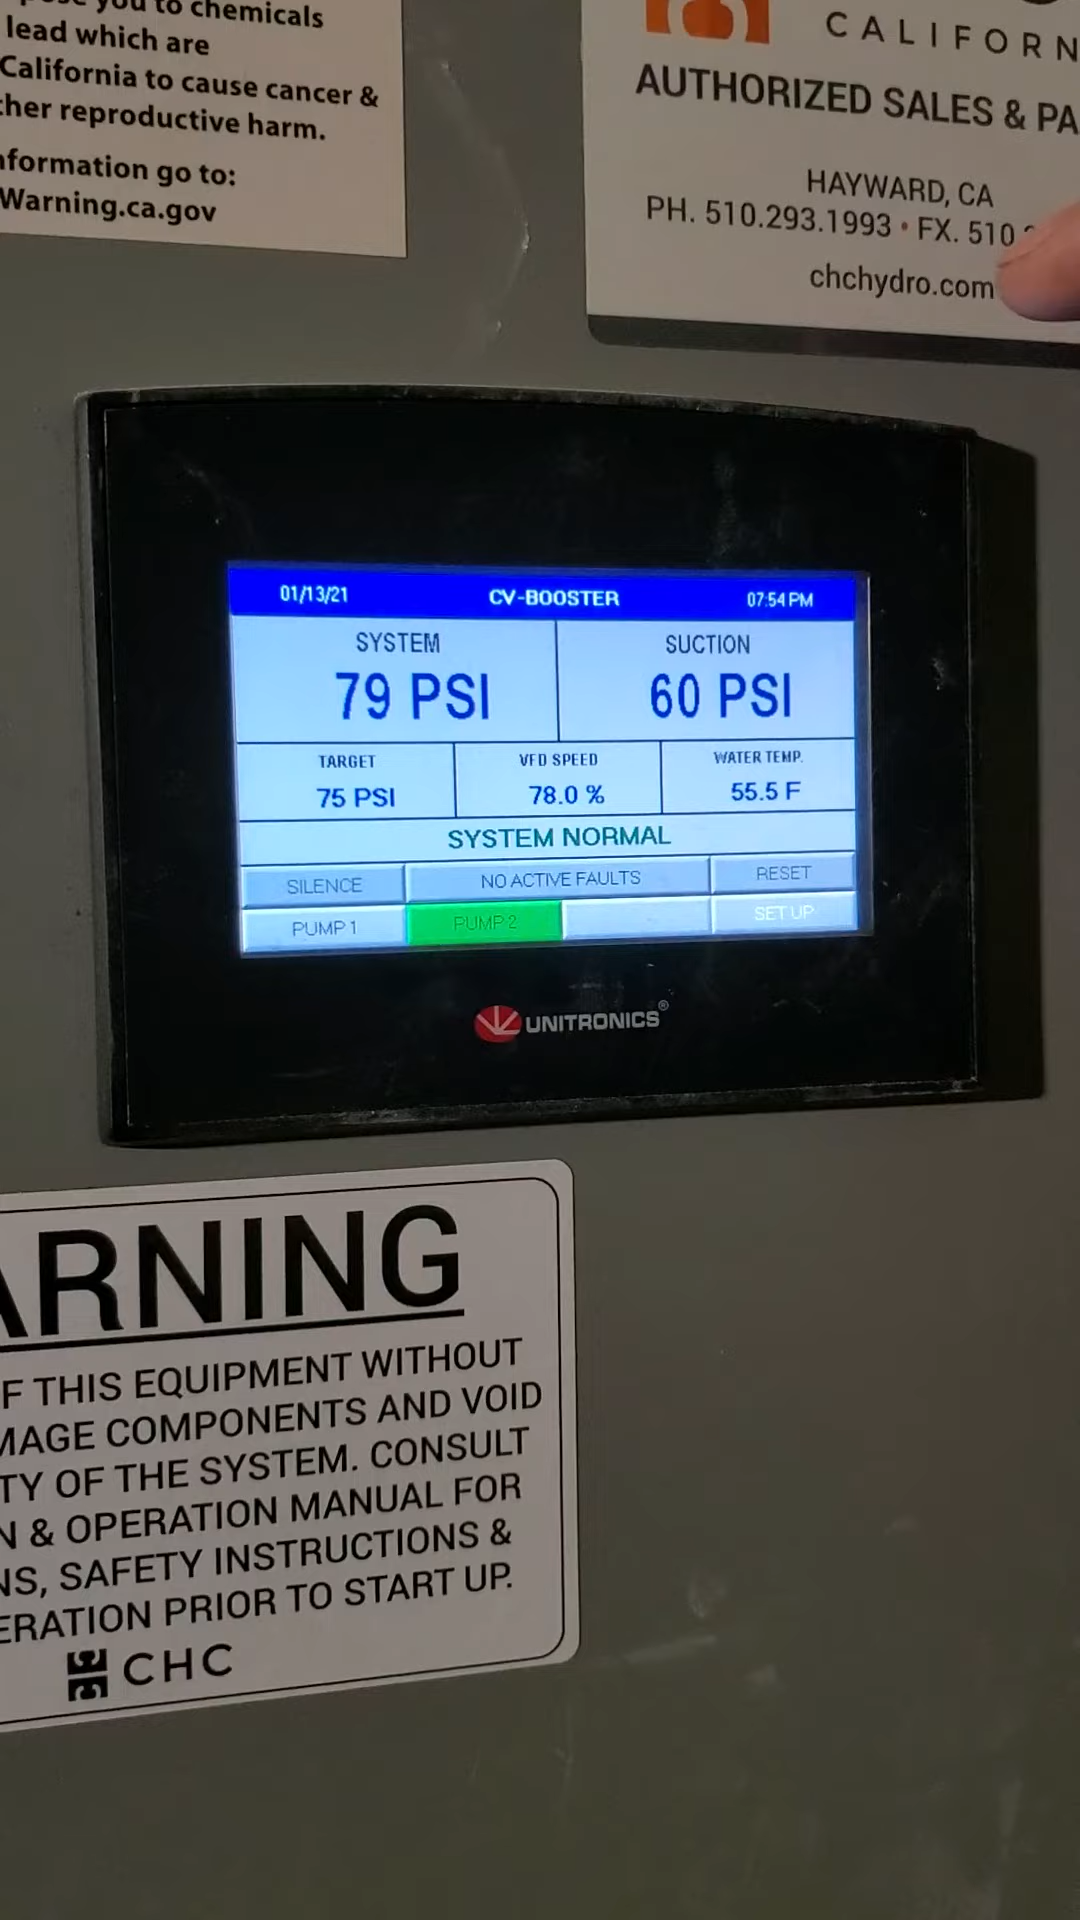 you to chemicals
lead which are
California to cause cancer &
her reproductive harm.
formation go to:
Warning.ca.gov
CALIFORN
AUTHORIZED SALES & PA
HAYWARD, CA
PH. 510.293.1993 • FX. 510
chchydro.com
01/13/21 CV-BOOSTER 07:54 PM
SYSTEM SUCTION
79 PSI 60 PSI
TARGET VFD SPEED WATER TEMP.
75 PSI 78.0 % 55.5 F
SYSTEM NORMAL
SILENCE NO ACTIVE FAULTS RESET
PUMP 1 PUMP 2 SET UP
UNITRONICS®
ARNING
F THIS EQUIPMENT WITHOUT
MAGE COMPONENTS AND VOID
TY OF THE SYSTEM. CONSULT
N & OPERATION MANUAL FOR
NS, SAFETY INSTRUCTIONS &
ERATION PRIOR TO START UP.
CHC